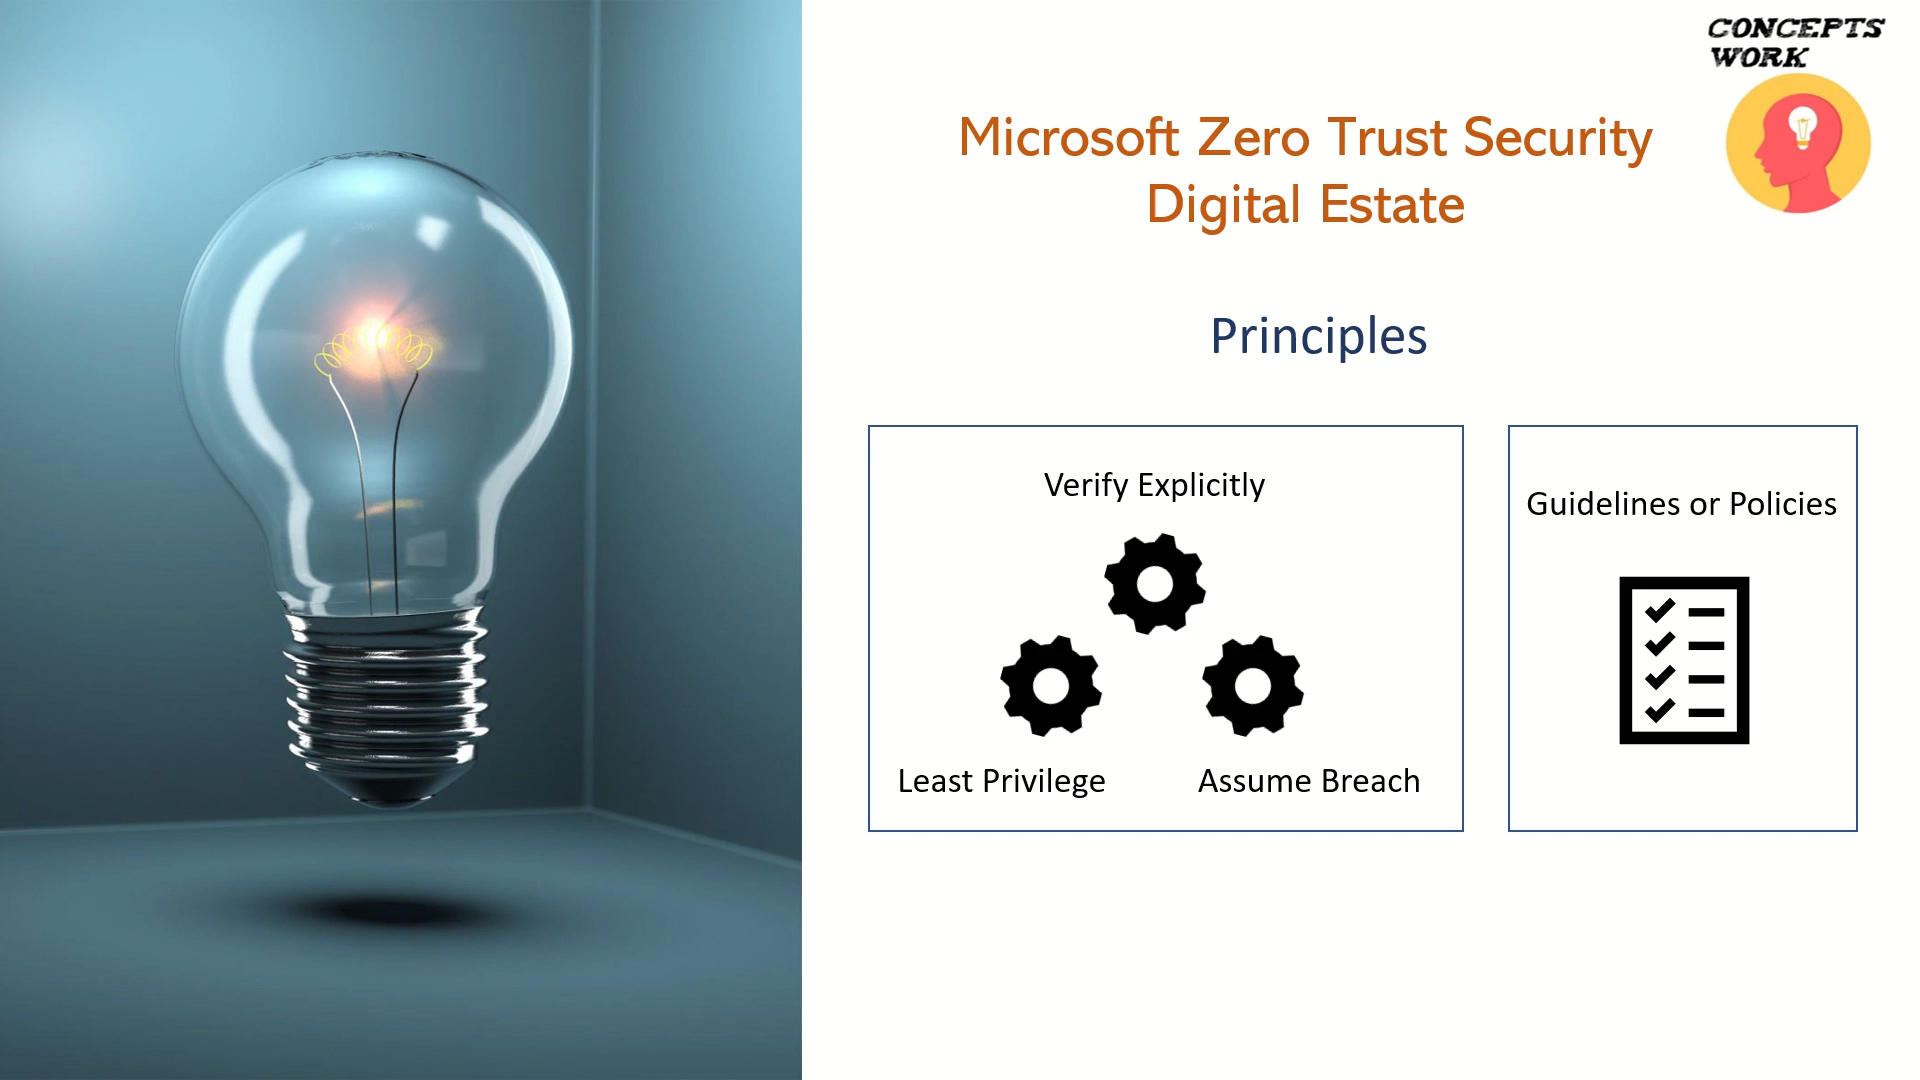 CONCEPTS
WORK
Microsoft Zero Trust Security
Digital Estate
Principles
Verify Explicitly
Least Privilege
Assume Breach
Guidelines or Policies